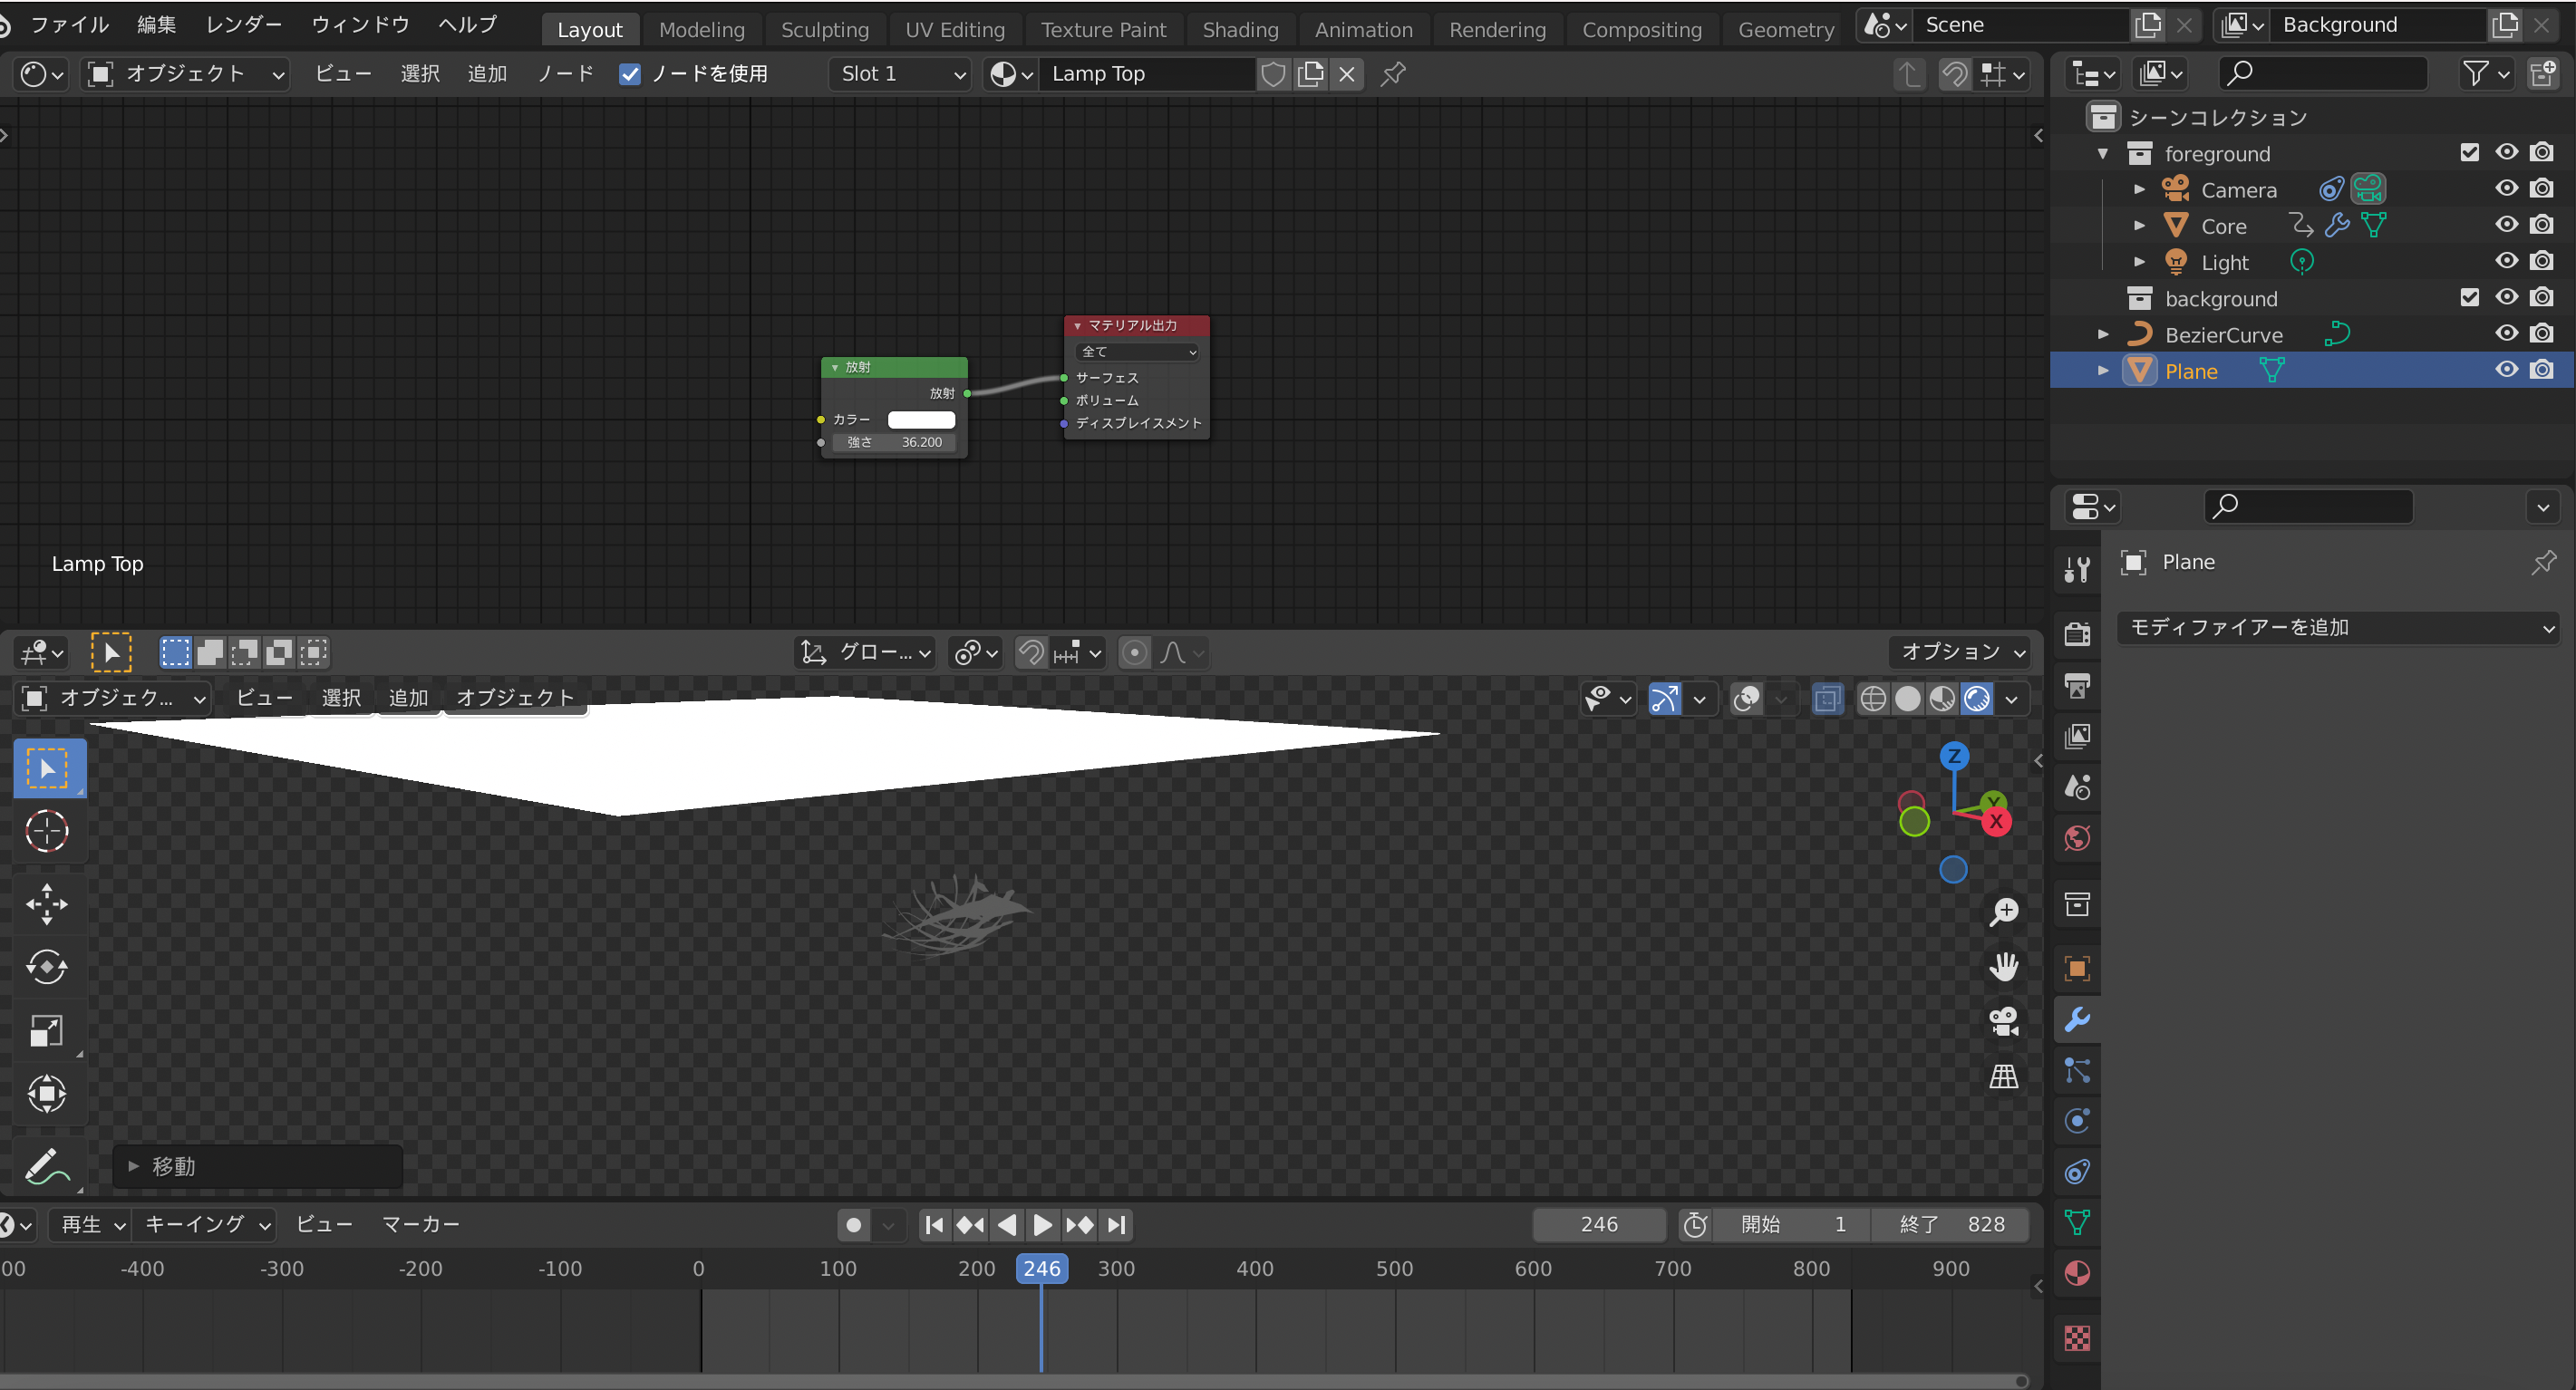 ファイル 編集 レンダー ウィンドウ ヘルプ Layout Modeling Sculpting UV Editing Texture Paint Shading Animation Rendering Compositing Geometry Scene Background
オブジェクト ビュー 選択 追加 ノード ノードを使用 Slot 1 Lamp Top
シーンコレクション
foreground
Camera
Core
Light
background
BezierCurve
Plane
マテリアル出力
全て
サーフェス
ボリューム
ディスプレイスメント
放射
放射
カラー
強さ 36.200
Lamp Top
Plane
モディファイアーを追加
グロー... オプション
オブジェク... ビュー 選択 追加 オブジェクト
Z
Y
X
移動
再生 キーイング ビュー マーカー 246 開始 1 終了 828
00 -400 -300 -200 -100 0 100 200 246 300 400 500 600 700 800 900